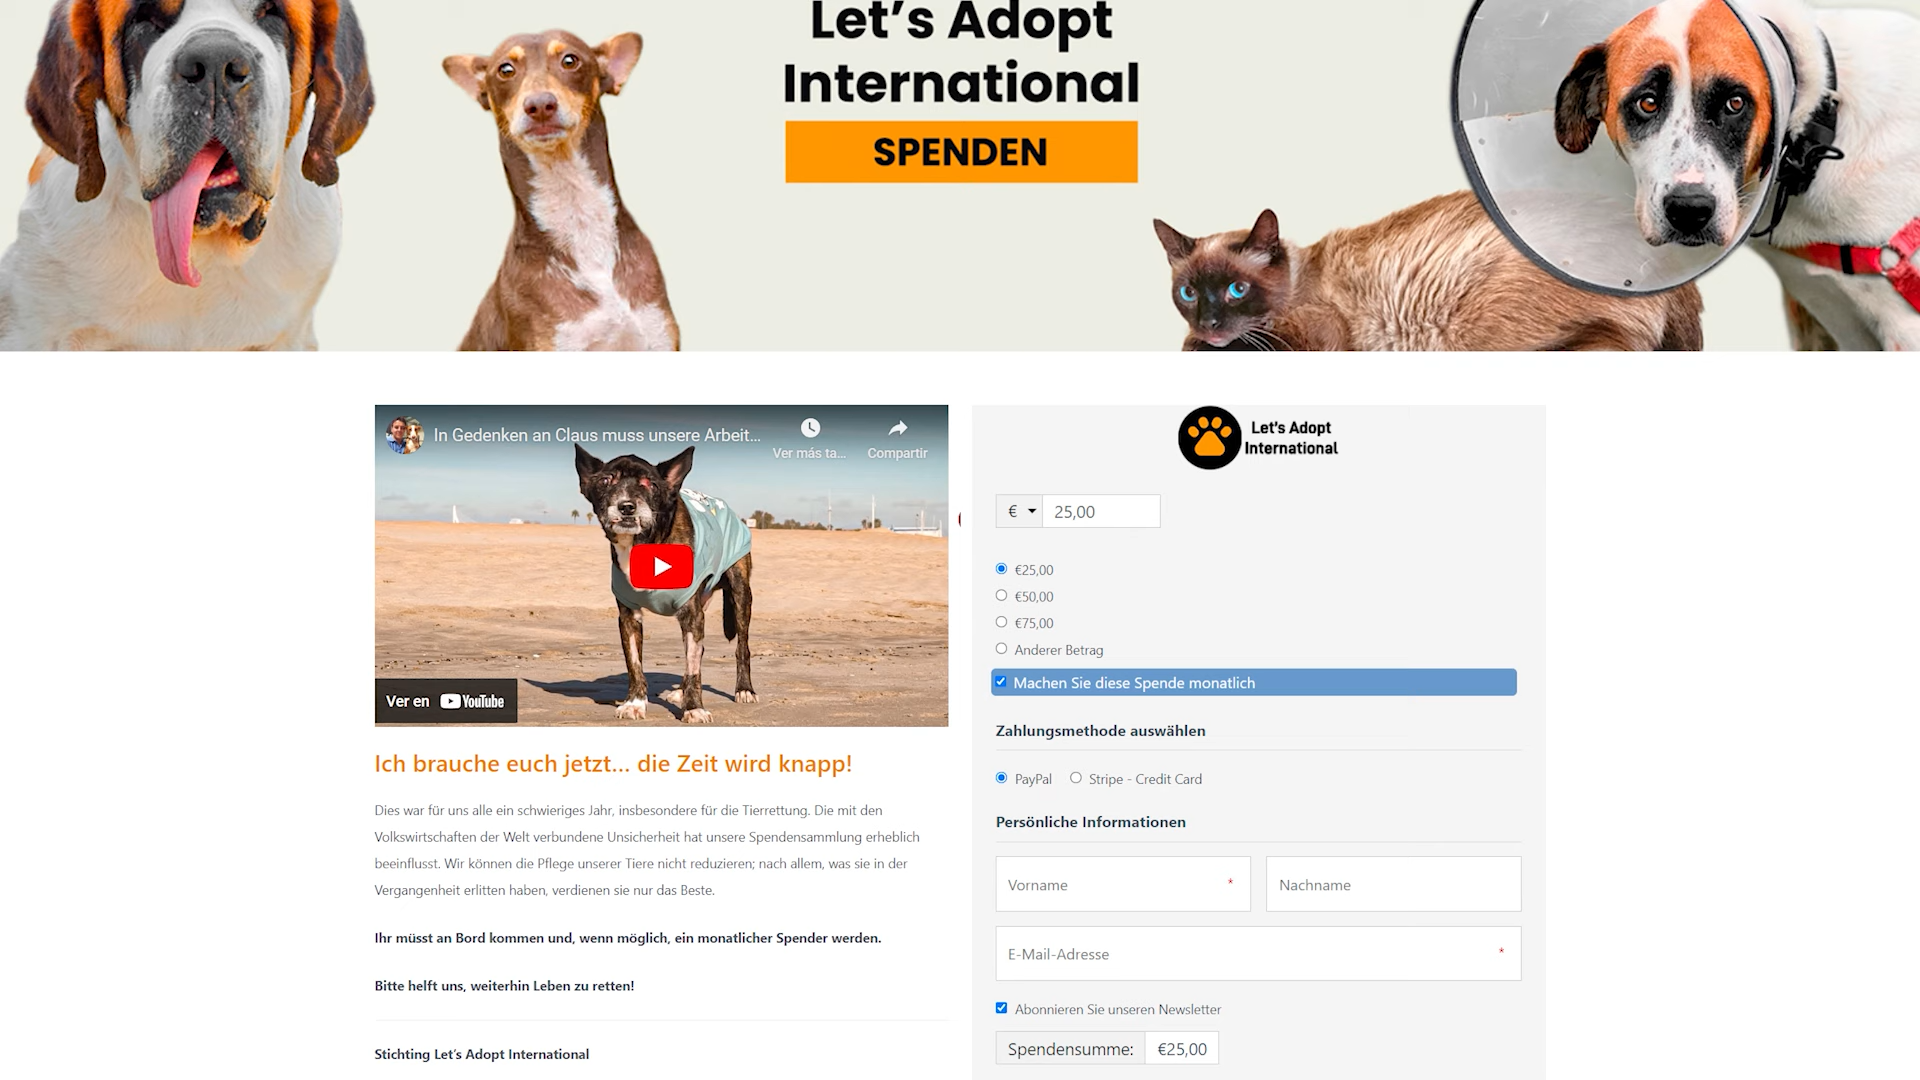 Let’s Adopt
International
SPENDEN
In Gedenken an Claus muss unsere Arbeit...
Ver más ta...
Compartir
Ver en YouTube
Ich brauche euch jetzt... die Zeit wird knapp!
Dies war für uns alle ein schwieriges Jahr, insbesondere für die Tierrettung. Die mit den
Volkswirtschaften der Welt verbundene Unsicherheit hat unsere Spendensammlung erheblich
beeinflusst. Wir können die Pflege unserer Tiere nicht reduzieren; nach allem, was sie in der
Vergangenheit erlitten haben, verdienen sie nur das Beste.
Ihr müsst an Bord kommen und, wenn möglich, ein monatlicher Spender werden.
Bitte helft uns, weiterhin Leben zu retten!
Stichting Let’s Adopt International
Let’s Adopt
International
€ 25,00
€25,00
€50,00
€75,00
Anderer Betrag
Machen Sie diese Spende monatlich
Zahlungsmethode auswählen
PayPal Stripe - Credit Card
Persönliche Informationen
Vorname * Nachname
E-Mail-Adresse *
Abonnieren Sie unseren Newsletter
Spendensumme: €25,00